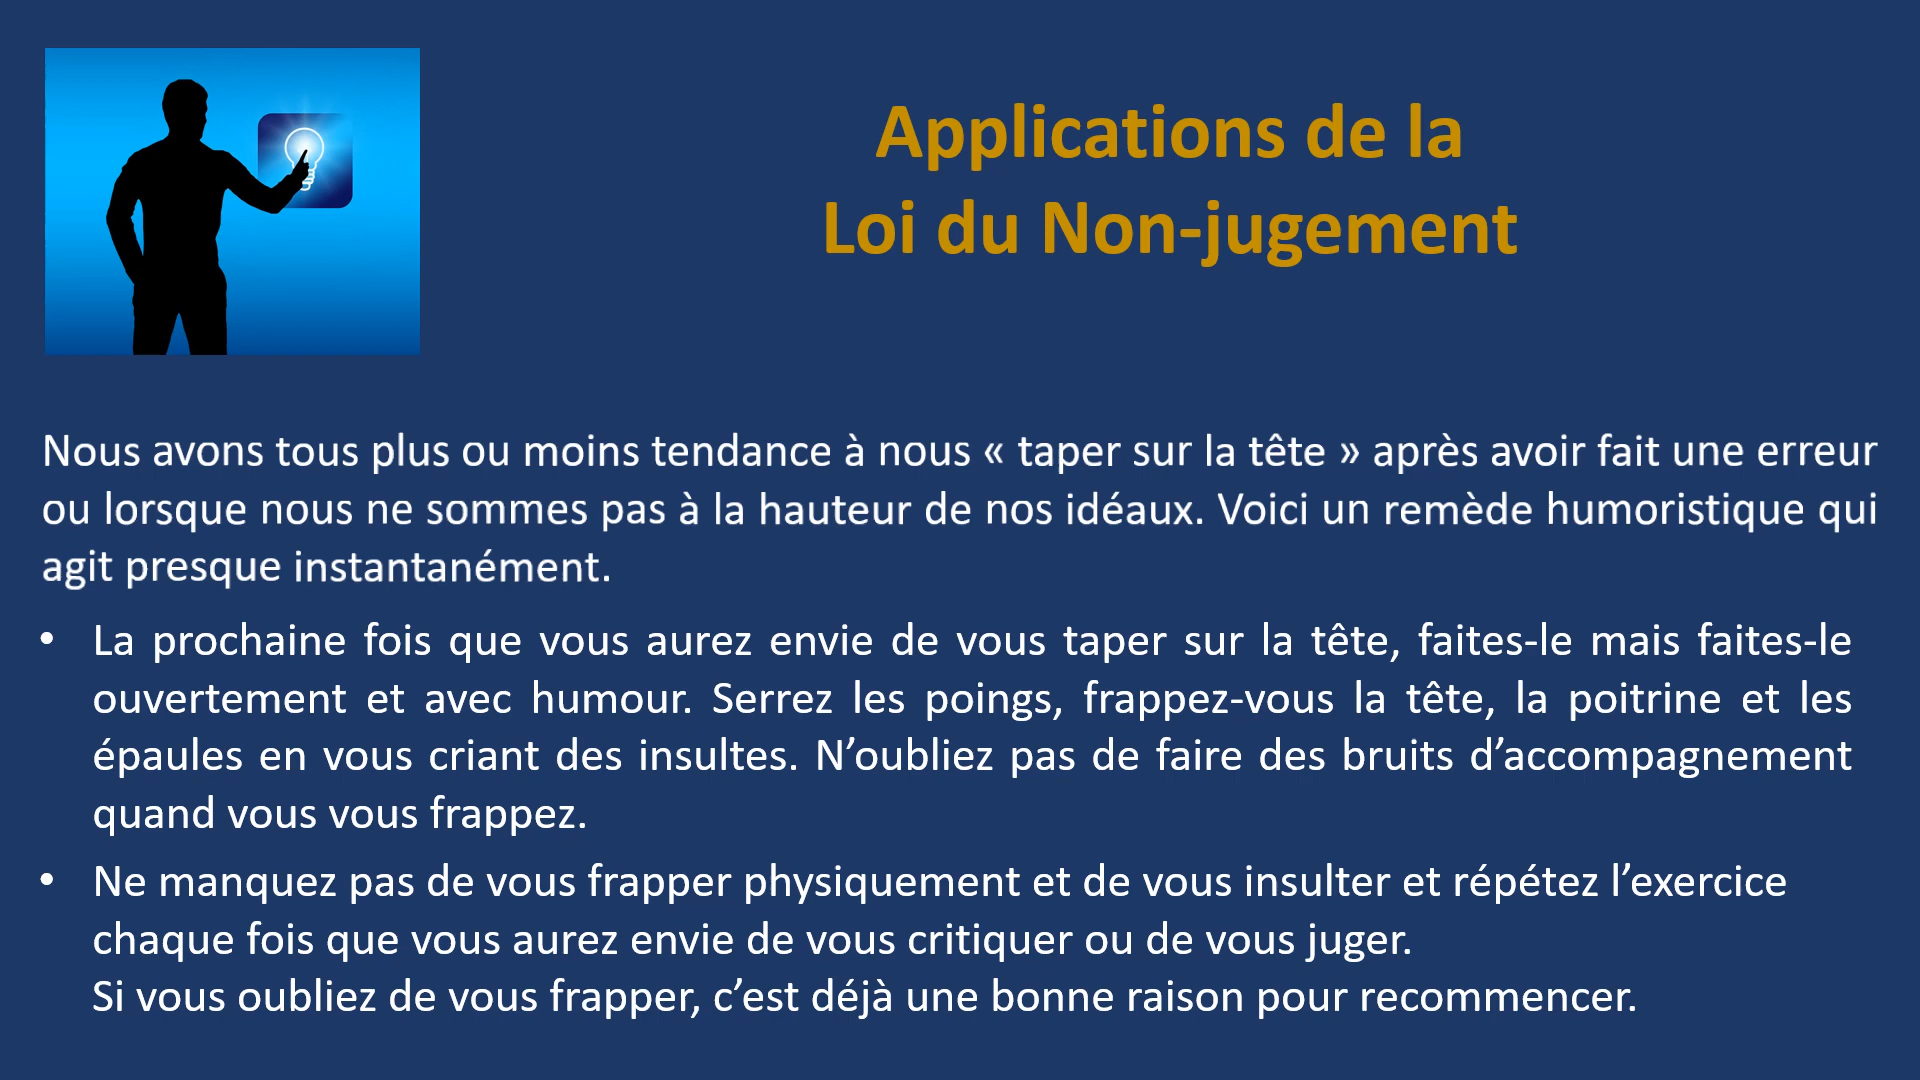 Applications de la
Loi du Non-jugement
Nous avons tous plus ou moins tendance à nous « taper sur la tête » après avoir fait une erreur
ou lorsque nous ne sommes pas à la hauteur de nos idéaux. Voici un remède humoristique qui
agit presque instantanément.
• La prochaine fois que vous aurez envie de vous taper sur la tête, faites-le mais faites-le
ouvertement et avec humour. Serrez les poings, frappez-vous la tête, la poitrine et les
épaules en vous criant des insultes. N’oubliez pas de faire des bruits d’accompagnement
quand vous vous frappez.
• Ne manquez pas de vous frapper physiquement et de vous insulter et répétez l’exercice
chaque fois que vous aurez envie de vous critiquer ou de vous juger.
Si vous oubliez de vous frapper, c’est déjà une bonne raison pour recommencer.